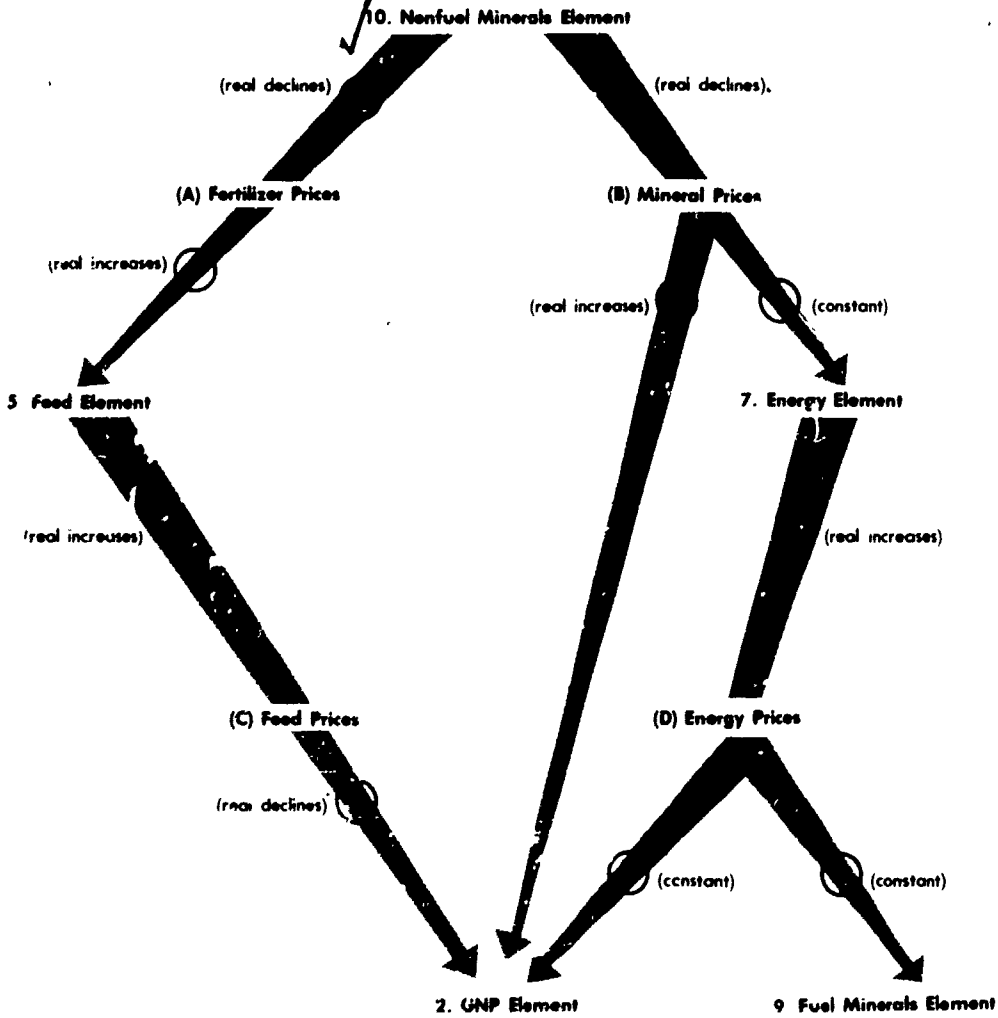 10. Nonfuel Minerals Element
(real declines) (real declines)
(A) Fertilizer Prices (B) Mineral Prices
(real increases)
(real increases) (constant)
5 Food Element 7. Energy Element
(real increases) (real increases)
(C) Food Prices (D) Energy Prices
(real declines)
(constant) (constant)
2. GNP Element 9 Fuel Minerals Element